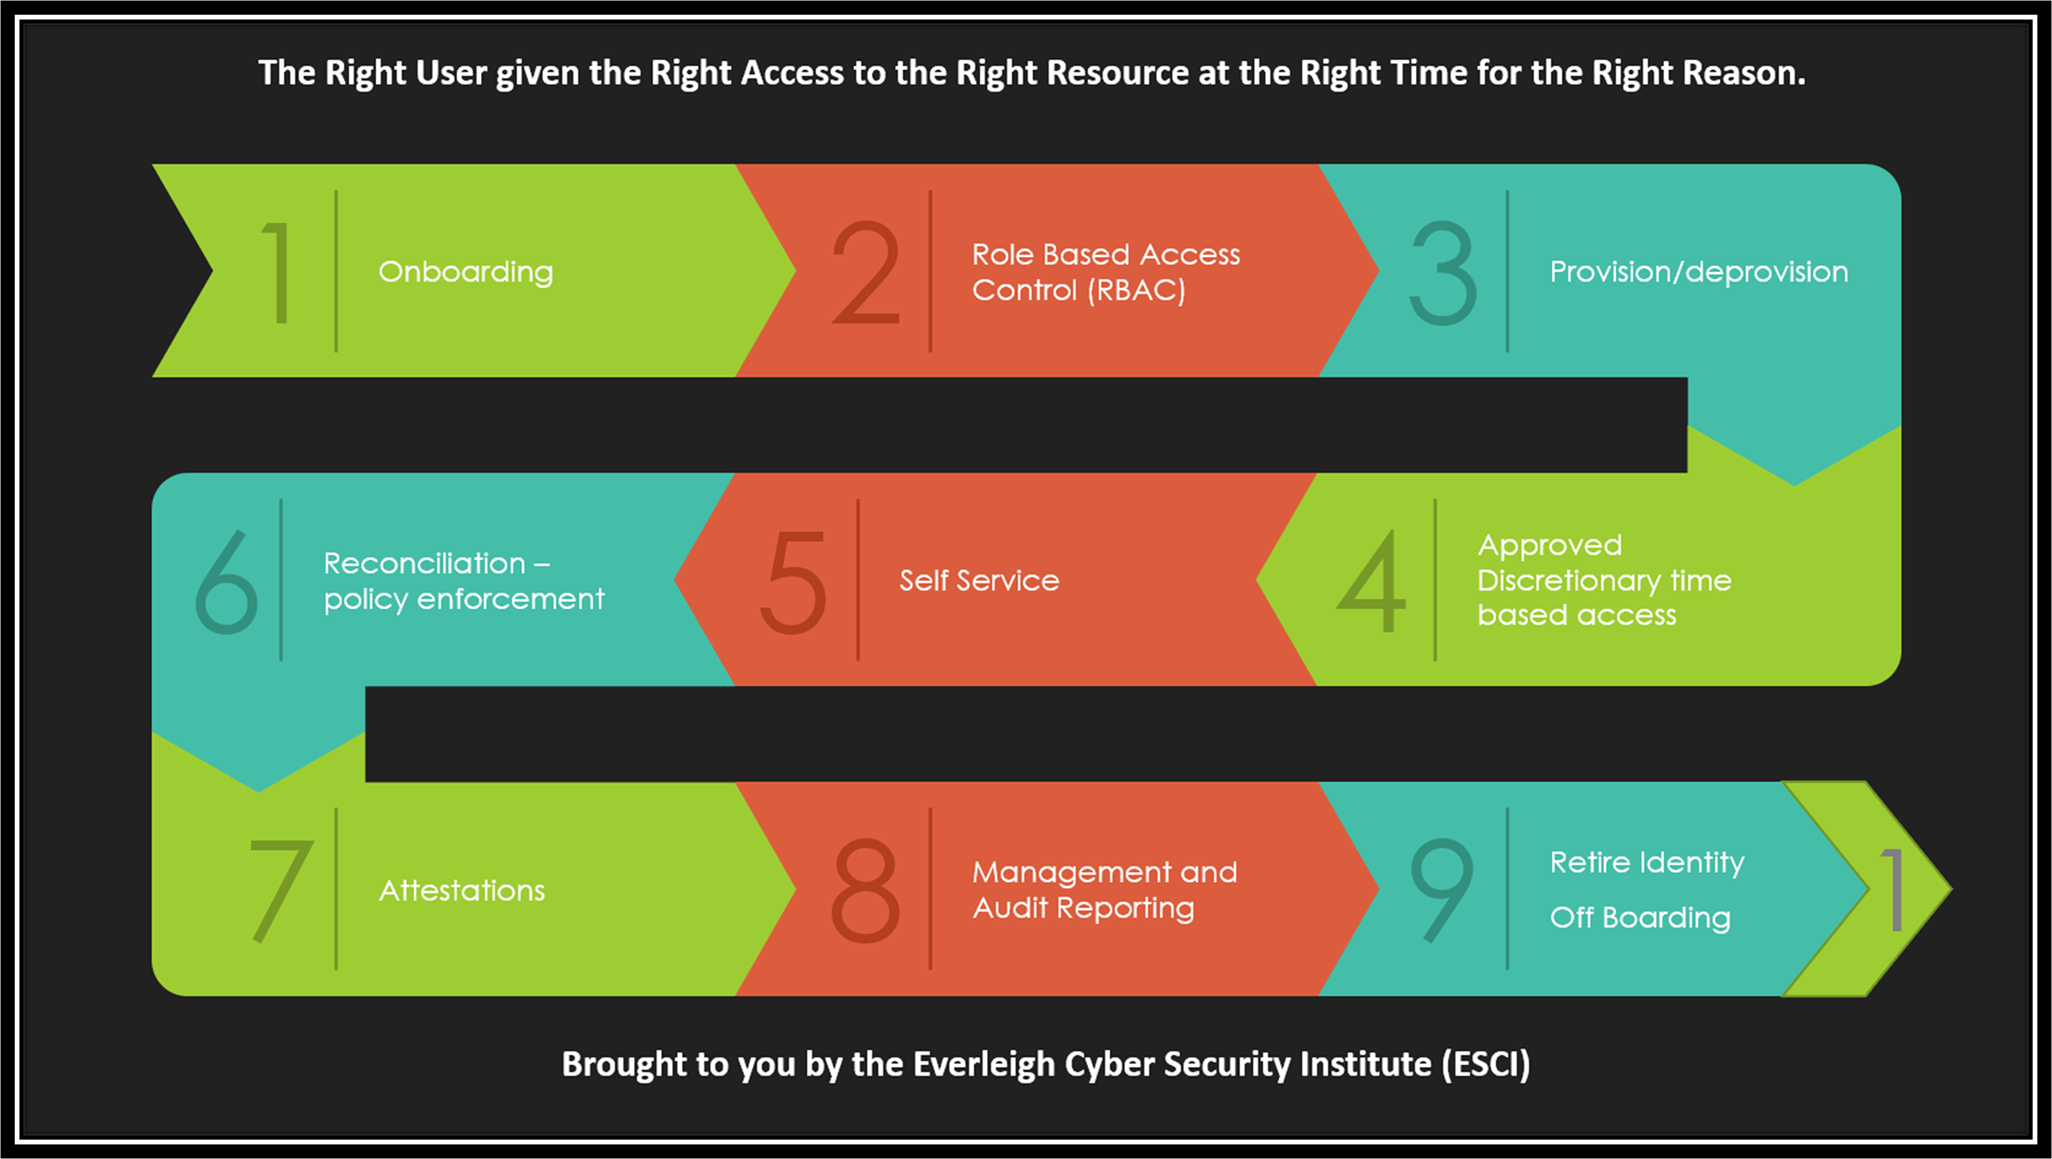 The Right User given the Right Access to the Right Resource at the Right Time for the Right Reason.
1
Onboarding
2
Role Based Access
Control (RBAC)
3
Provision/deprovision
4
Approved
Discretionary time
based access
5
Self Service
6
Reconciliation –
policy enforcement
7
Attestations
8
Management and
Audit Reporting
9
Retire Identity
Off Boarding
1
Brought to you by the Everleigh Cyber Security Institute (ESCI)